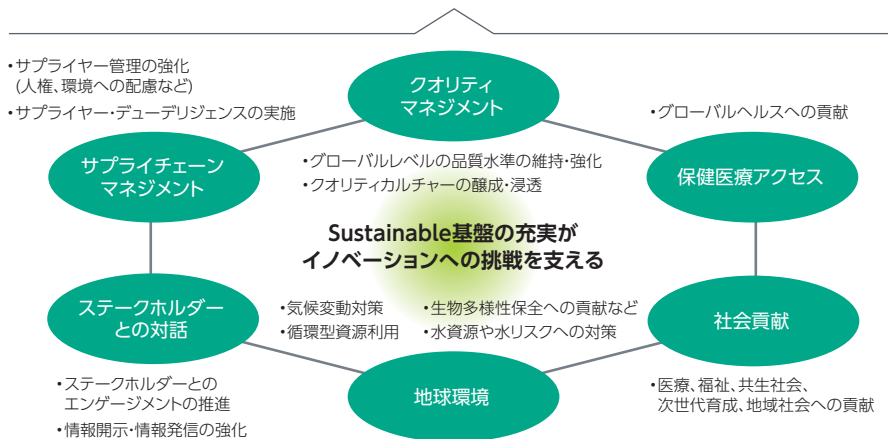 ・サプライヤー管理の強化
(人権、環境への配慮など)
・サプライヤー・デューデリジェンスの実施
クオリティ
マネジメント
・グローバルヘルスへの貢献
サプライチェーン
マネジメント
・グローバルレベルの品質水準の維持・強化
・クオリティカルチャーの醸成・浸透
保健医療アクセス
Sustainable基盤の充実が
イノベーションへの挑戦を支える
ステークホルダー
との対話
・気候変動対策
・循環型資源利用
・生物多様性保全への貢献など
・水資源や水リスクへの対策
社会貢献
・ステークホルダーとの
エンゲージメントの推進
・情報開示・情報発信の強化
地球環境
・医療、福祉、共生社会、
次世代育成、地域社会への貢献